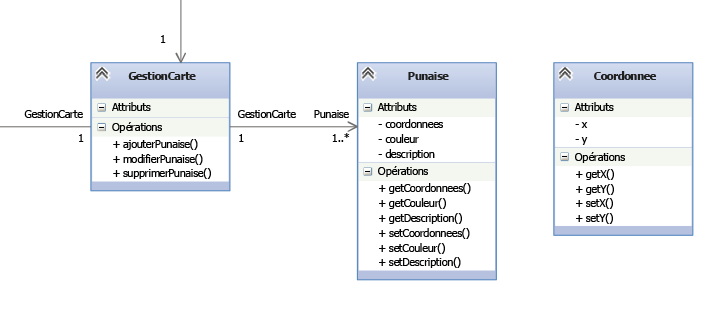 1
GestionCarte
1
GestionCarte
Attributs
Opérations
+ ajouterPunaise()
+ modifierPunaise()
+ supprimerPunaise()
GestionCarte
1
Punaise
1..*
Punaise
Attributs
- coordonnees
- couleur
- description
Opérations
+ getCoordonnees()
+ getCouleur()
+ getDescription()
+ setCoordonnees()
+ setCouleur()
+ setDescription()
Coordonnee
Attributs
- x
- y
Opérations
+ getX()
+ getY()
+ setX()
+ setY()